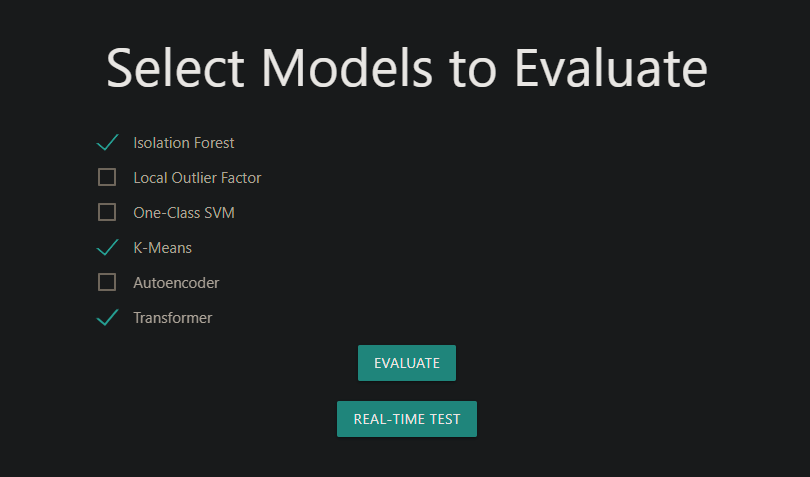 Select Models to Evaluate
Isolation Forest
Local Outlier Factor
One-Class SVM
K-Means
Autoencoder
Transformer
EVALUATE
REAL-TIME TEST